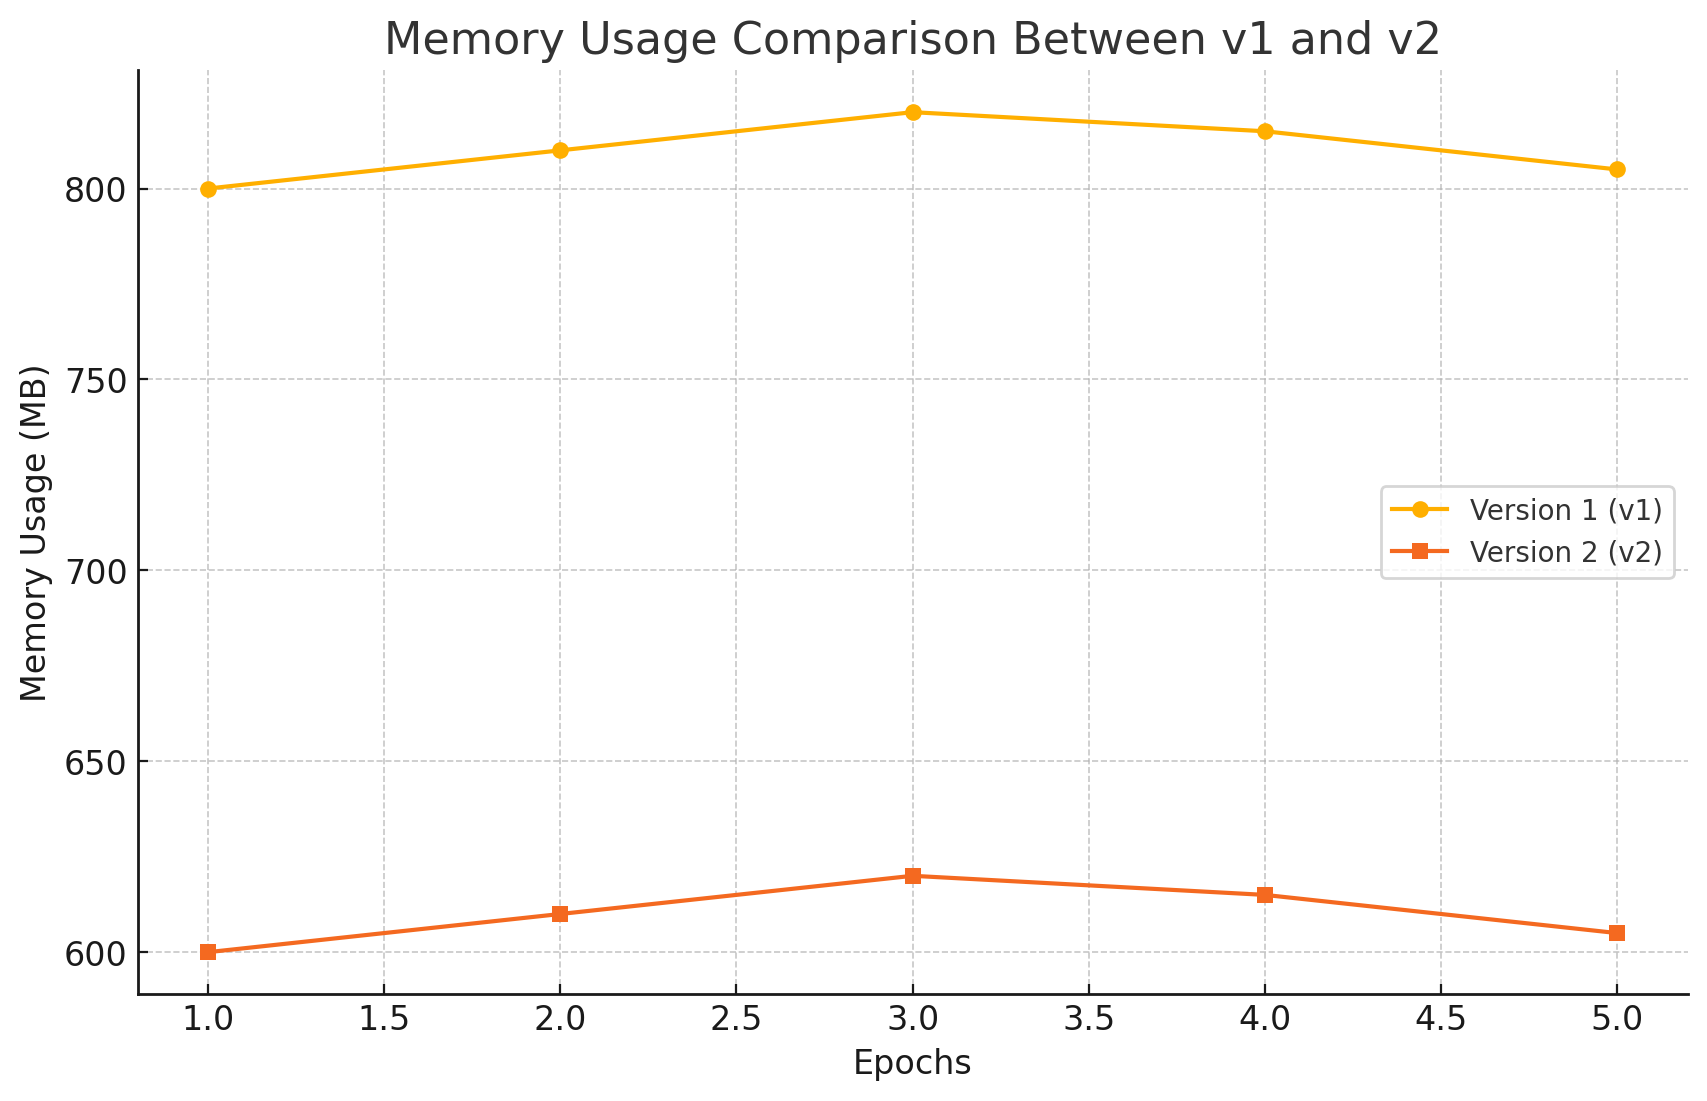 Memory Usage Comparison Between v1 and v2
Memory Usage (MB)
800
750
700
650
600
Version 1 (v1)
Version 2 (v2)
1.0 1.5 2.0 2.5 3.0 3.5 4.0 4.5 5.0
Epochs